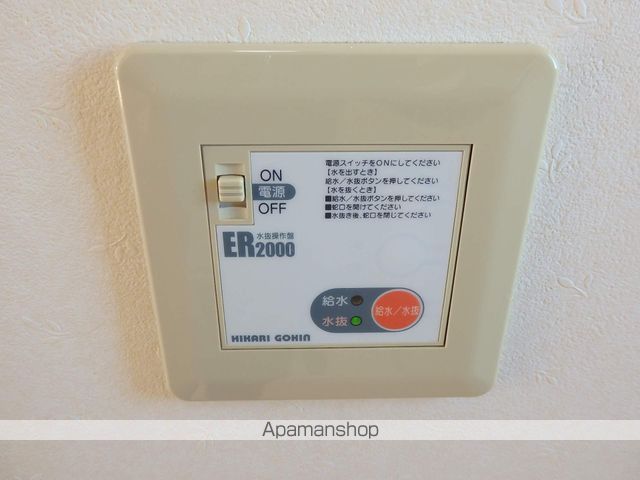 ON
電源
OFF
電源スイッチをONにしてください
【水を出すとき】
給水/水抜ボタンを押してください
【水を抜くとき】
■給水/水抜ボタンを押してください
■蛇口を開けてください
■水抜き後、蛇口を閉じてください
水抜操作盤
ER2000
給水
水抜
給水/水抜
HIKARI GOHIN
Apamanshop